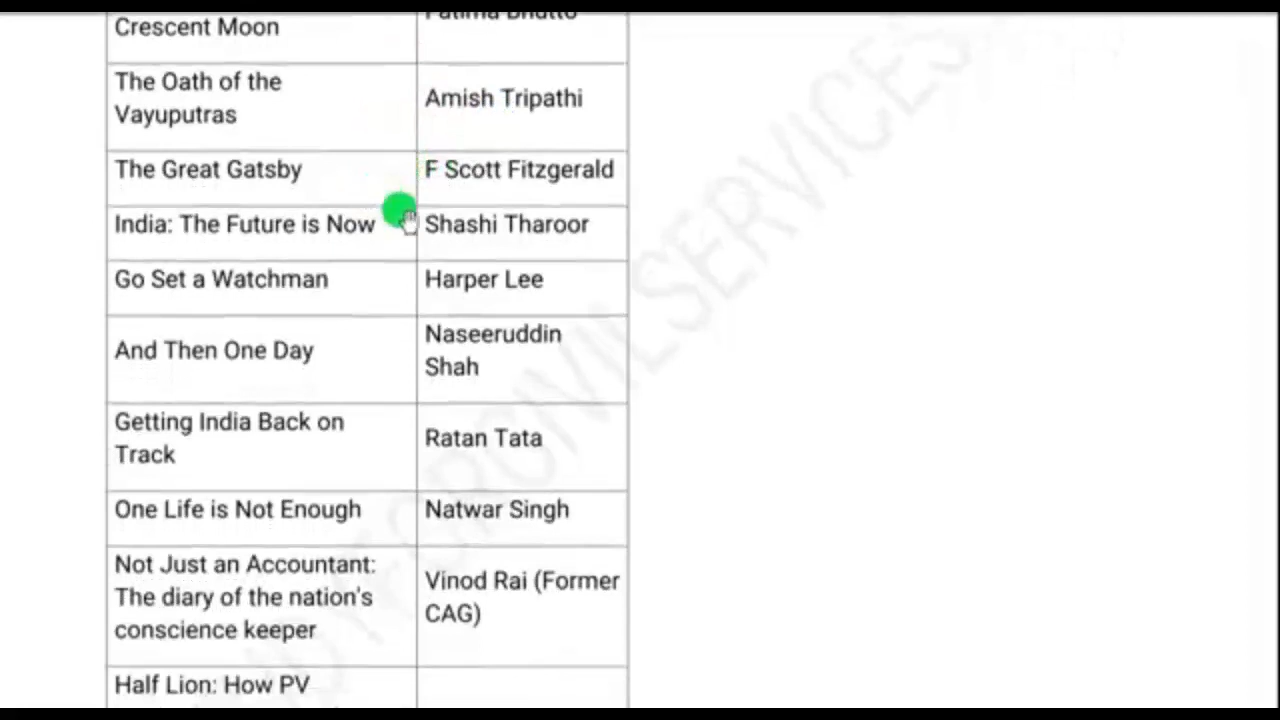 Crescent Moon
Fatima Bhutto
The Oath of the
Vayuputras
Amish Tripathi
The Great Gatsby
F Scott Fitzgerald
India: The Future is Now
Shashi Tharoor
Go Set a Watchman
Harper Lee
And Then One Day
Naseeruddin
Shah
Getting India Back on
Track
Ratan Tata
One Life is Not Enough
Natwar Singh
Not Just an Accountant:
The diary of the nation's
conscience keeper
Vinod Rai (Former
CAG)
Half Lion: How PV